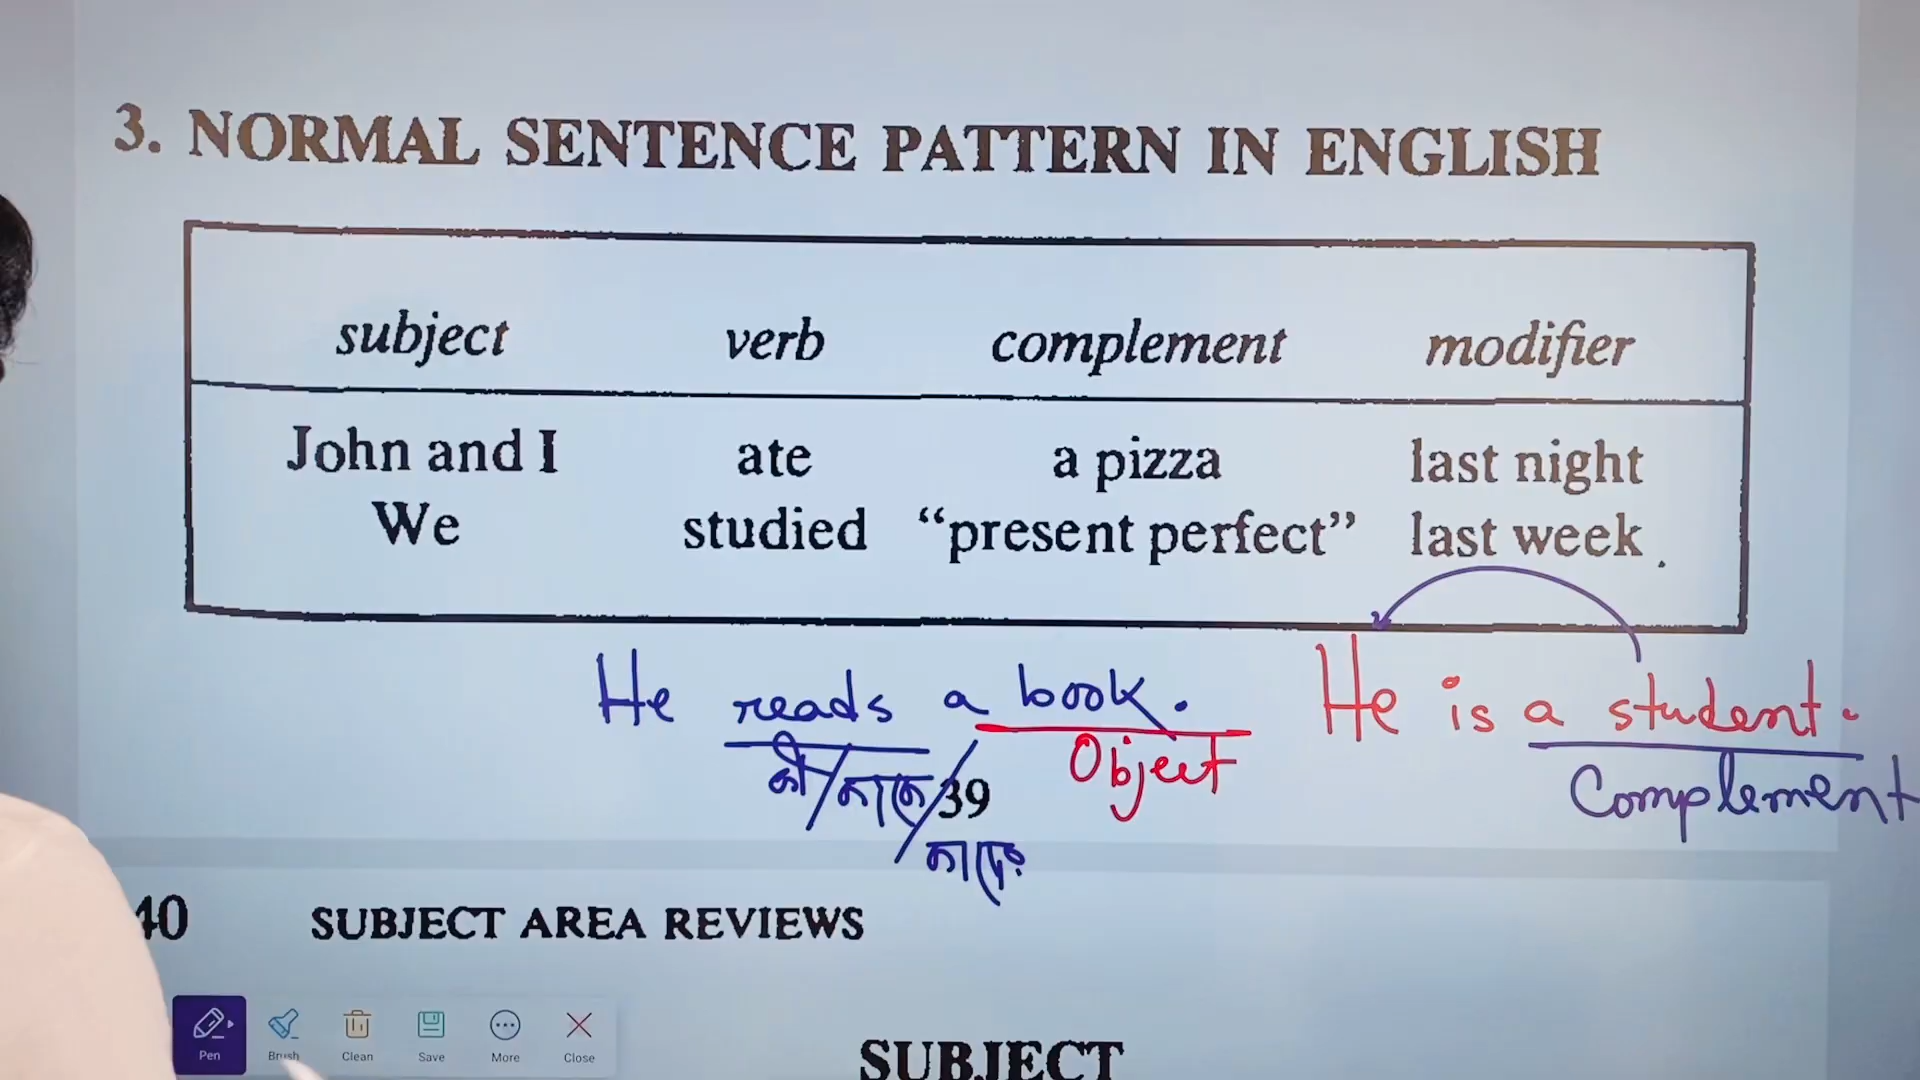 3. NORMAL SENTENCE PATTERN IN ENGLISH
subject verb complement modifier
John and I ate a pizza last night
We studied “present perfect” last week.
He reads a book. He is a student.
কী/কাকে/ Object Complement
39
কাদের
40 SUBJECT AREA REVIEWS
Pen Brush Clean Save More Close
SUBJECT